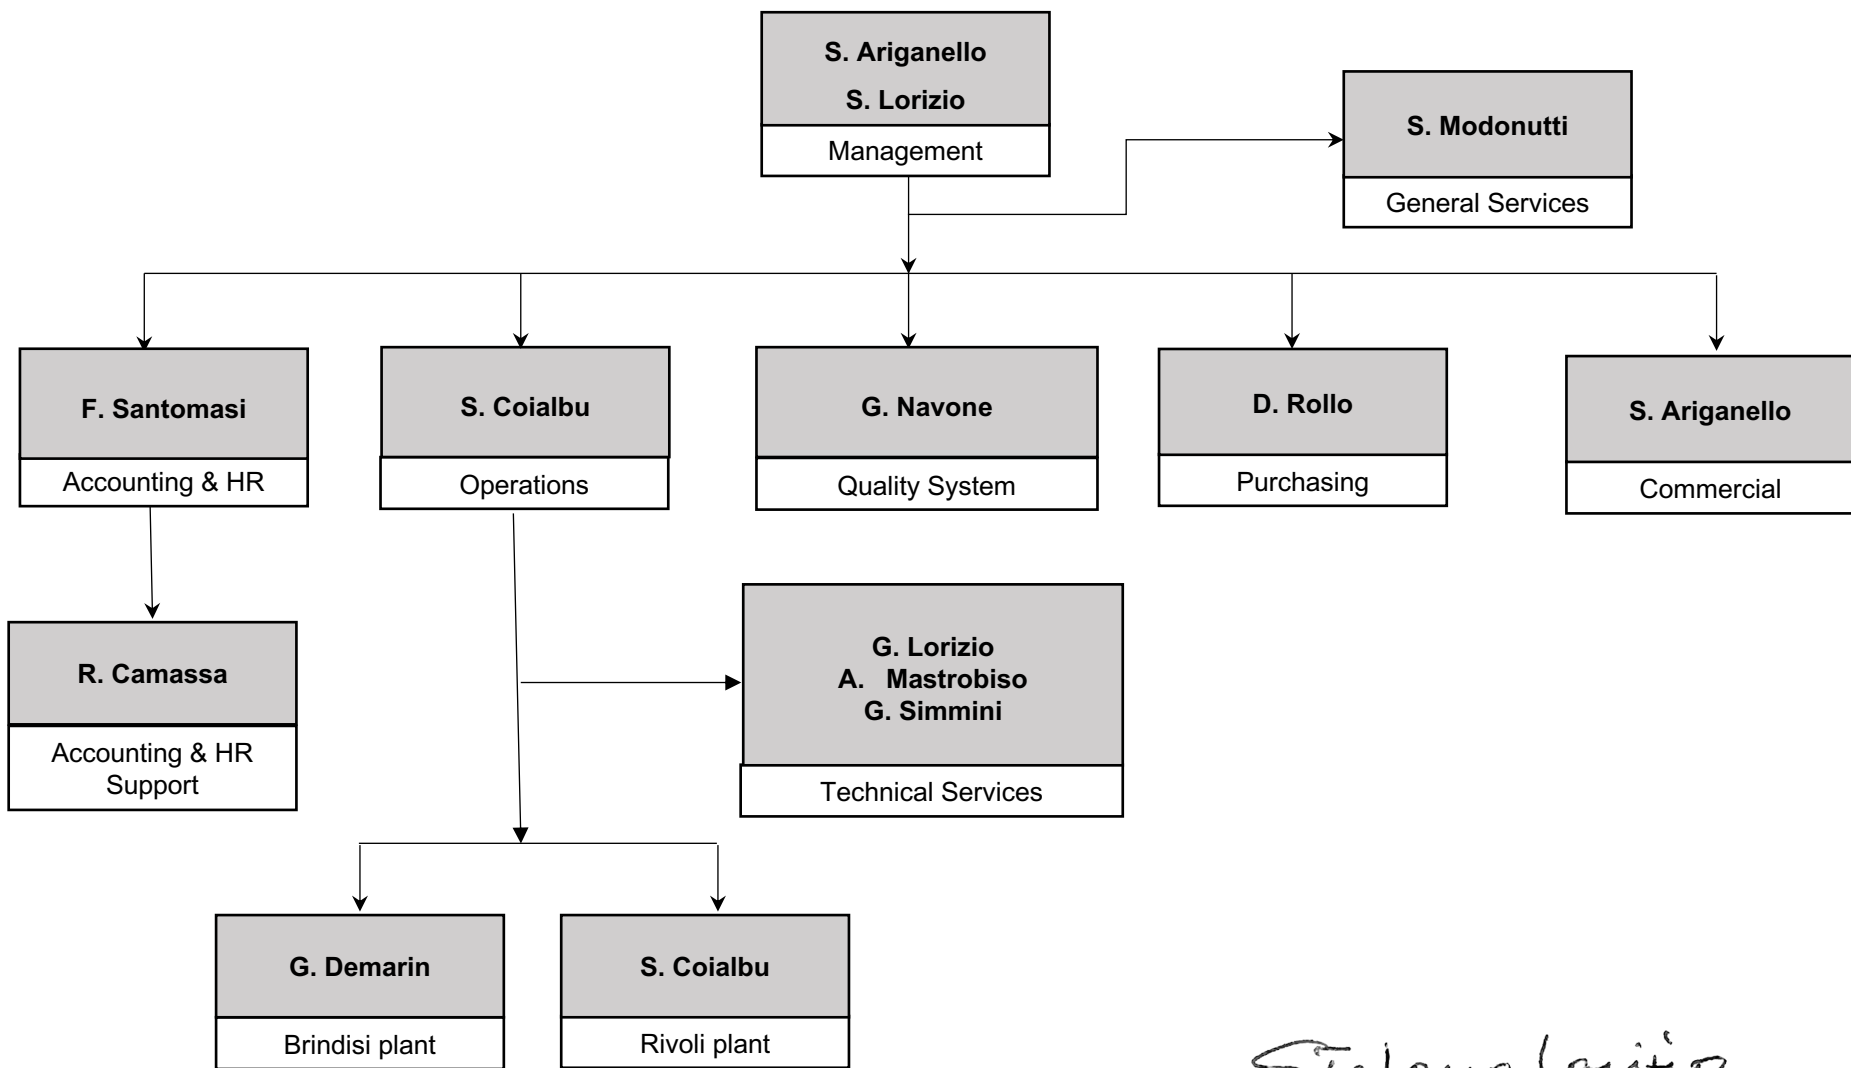 S. Ariganello
S. Lorizio
Management
S. Modonutti
General Services
F. Santomasi
Accounting & HR
S. Coialbu
Operations
G. Navone
Quality System
D. Rollo
Purchasing
S. Ariganello
Commercial
R. Camassa
Accounting & HR
Support
G. Lorizio
A. Mastrobiso
G. Simmini
Technical Services
G. Demarin
Brindisi plant
S. Coialbu
Rivoli plant